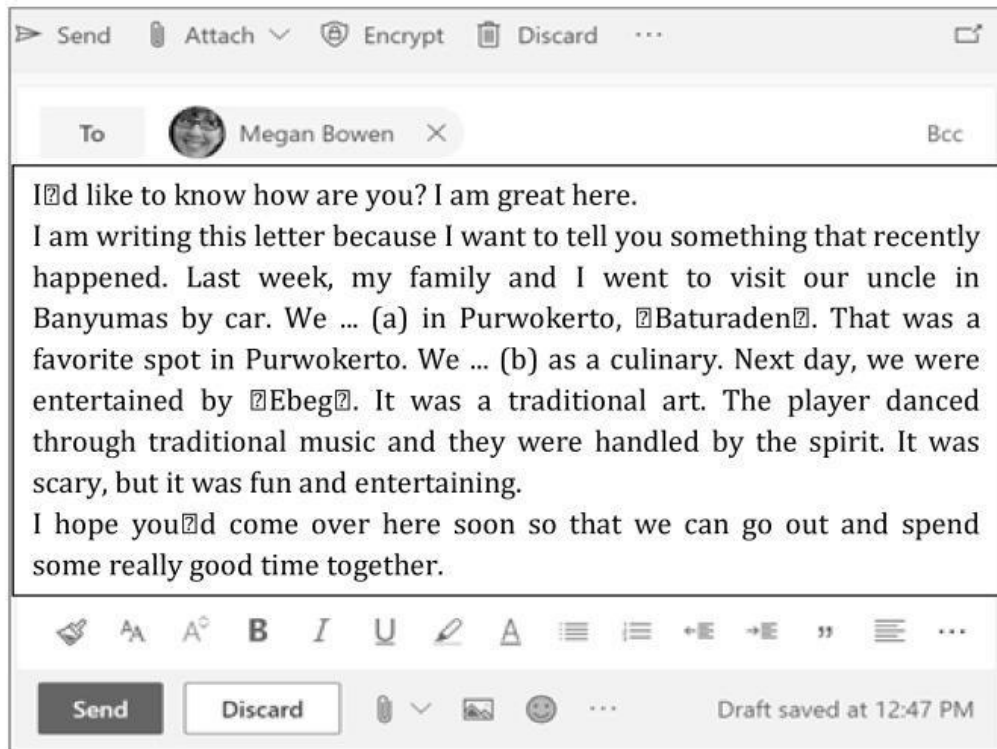 Send Attach Encrypt Discard ...
To Megan Bowen Bcc
I⍰d like to know how are you? I am great here.
I am writing this letter because I want to tell you something that recently
happened. Last week, my family and I went to visit our uncle in
Banyumas by car. We ... (a) in Purwokerto, ⍰Baturaden⍰. That was a
favorite spot in Purwokerto. We ... (b) as a culinary. Next day, we were
entertained by ⍰Ebeg⍰. It was a traditional art. The player danced
through traditional music and they were handled by the spirit. It was
scary, but it was fun and entertaining.
I hope you⍰d come over here soon so that we can go out and spend
some really good time together.
AA A B I U A " ...
Send Discard ... Draft saved at 12:47 PM